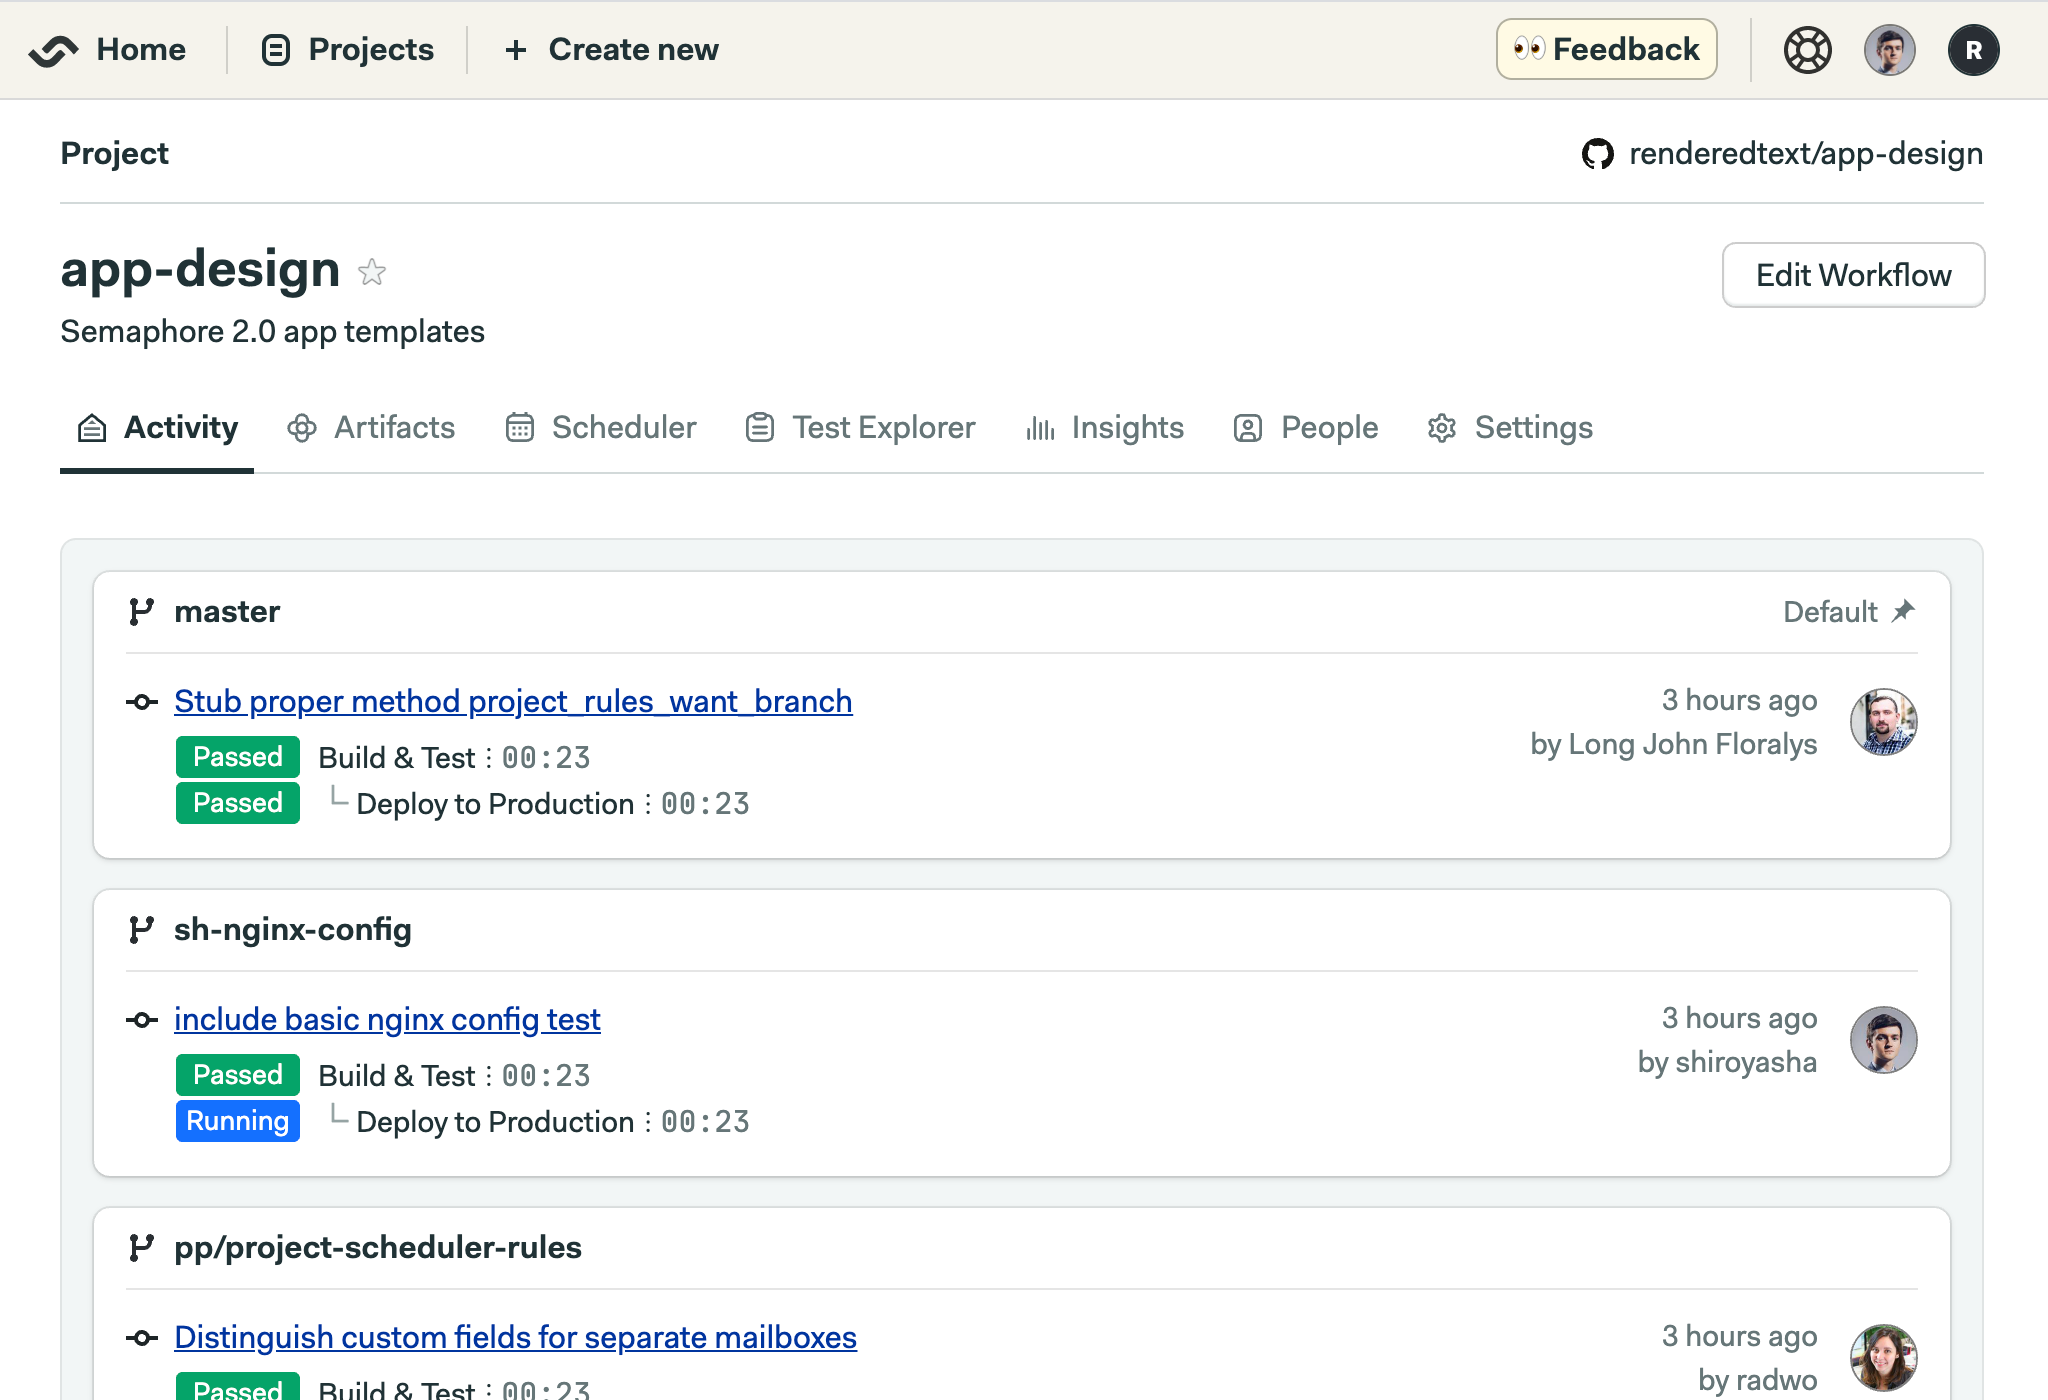 Home
Projects
+ Create new
👀 Feedback
R
Project
renderedtext/app-design
app-design
Edit Workflow
Semaphore 2.0 app templates
Activity
Artifacts
Scheduler
Test Explorer
Insights
People
Settings
master
Default
Stub proper method project_rules_want_branch
3 hours ago
by Long John Floralys
Passed Build & Test : 00:23
Passed Deploy to Production : 00:23
sh-nginx-config
include basic nginx config test
3 hours ago
by shiroyasha
Passed Build & Test : 00:23
Running Deploy to Production : 00:23
pp/project-scheduler-rules
Distinguish custom fields for separate mailboxes
3 hours ago
by radwo
Passed Build & Test : 00:23